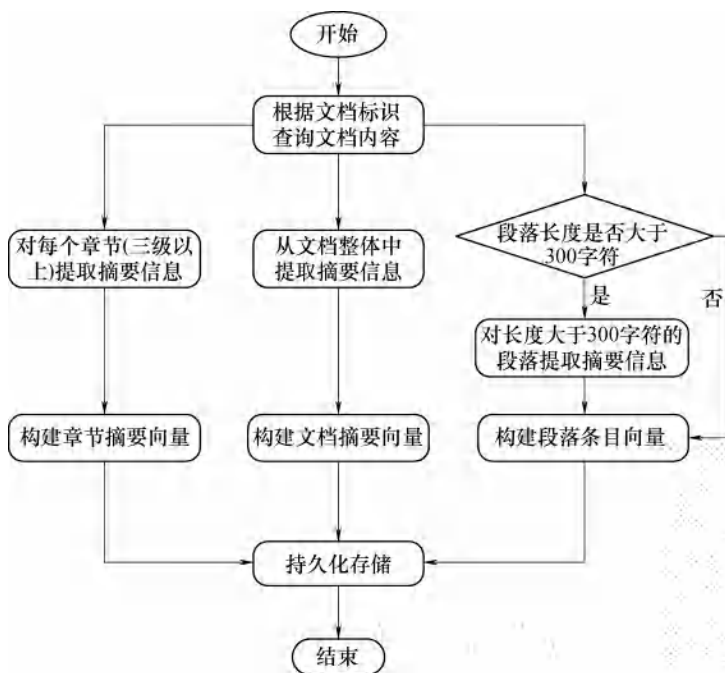 开始
根据文档标识
查询文档内容
对每个章节(三级以
上)提取摘要信息
从文档整体中
提取摘要信息
段落长度是否大于
300字符
是
否
对长度大于300字符的
段落提取摘要信息
构建章节摘要向量
构建文档摘要向量
构建段落条目向量
持久化存储
结束